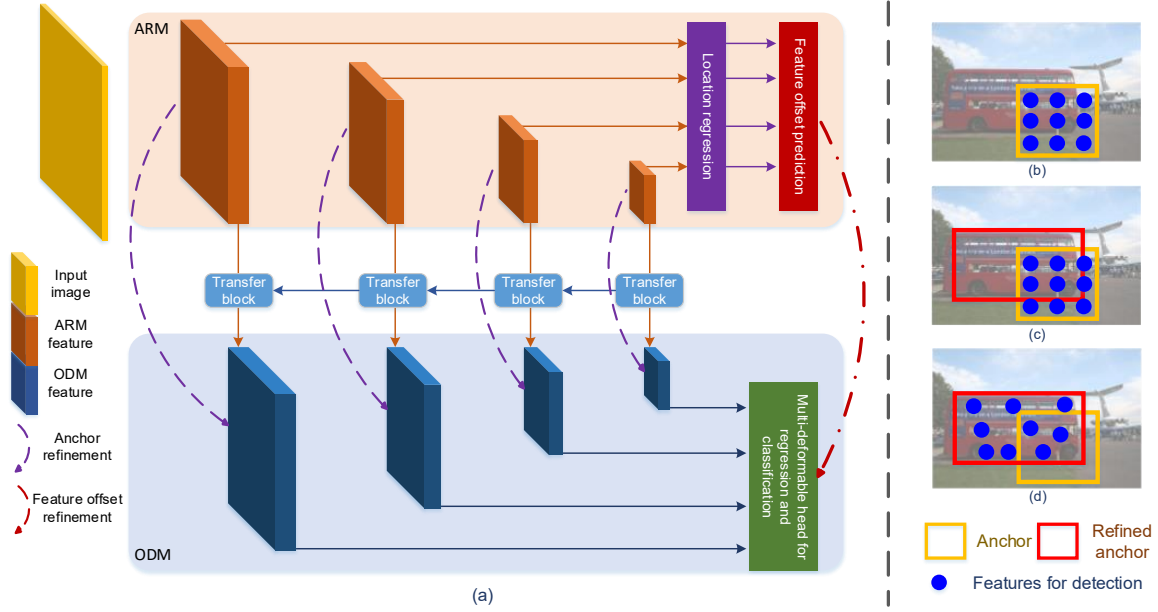 ARM
Location regression
Feature offset prediction
Transfer
block
Transfer
block
Transfer
block
Transfer
block
Input
image
ARM
feature
ODM
feature
Anchor
refinement
Feature offset
refinement
Multi-deformable head for
regression and
classification
ODM
(a)
(b)
(c)
(d)
Anchor
Refined
anchor
Features for detection